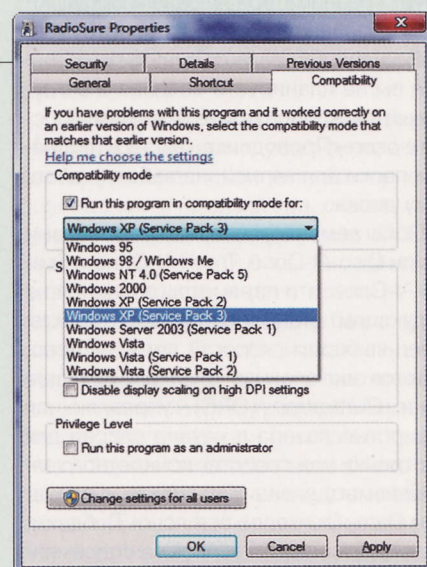 RadioSure Properties
Security Details Previous Versions
General Shortcut Compatibility
If you have problems with this program and it worked correctly on
an earlier version of Windows, select the compatibility mode that
matches that earlier version.
Help me choose the settings
Compatibility mode
Run this program in compatibility mode for:
Windows XP (Service Pack 3)
Windows 95
Windows 98 / Windows Me
Windows NT 4.0 (Service Pack 5)
Windows 2000
Windows XP (Service Pack 2)
Windows XP (Service Pack 3)
Windows Server 2003 (Service Pack 1)
Windows Vista
Windows Vista (Service Pack 1)
Windows Vista (Service Pack 2)
Disable display scaling on high DPI settings
Privilege Level
Run this program as an administrator
Change settings for all users
OK Cancel Apply